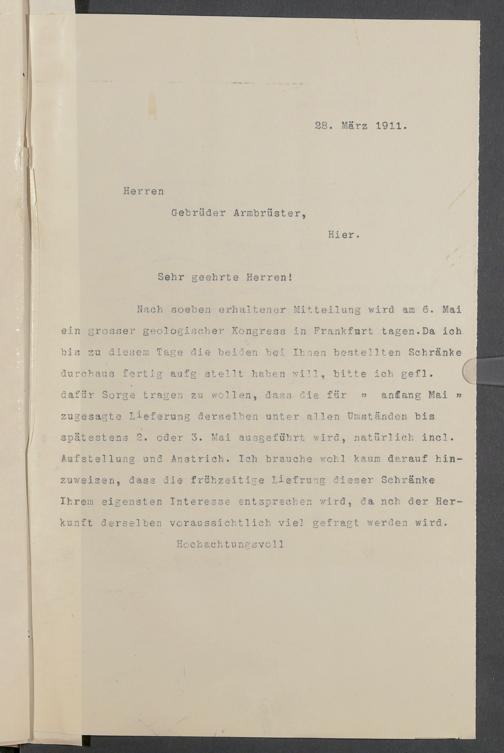 28. März 1911.
Herren
Gebrüder Armbrüster,
Hier.
Sehr geehrte Herren!
Nach soeben erhaltener Mitteilung wird am 6. Mai
ein grosser geologischer Kongress in Frankfurt tagen.Da ich
bis zu diesem Tage die beiden bei Ihnen bestellten Schränke
durchaus fertig aufg stellt haben will, bitte ich gefl.
dafür Sorge tragen zu wollen, dass die für " anfang Mai "
zugesagte Lieferung derselben unter allen Umständen bis
spätestens 2. oder 3. Mai ausgeführt wird, natürlich incl.
Aufstellung und Anstrich. Ich brauche wohl kaum darauf hin-
zuweizen, dass die frühzeitige Liefrung dieser Schränke
Ihrem eigensten Interesse entsprechen wird, da nch der Her-
kunft derselben voraussichtlich viel gefragt werden wird.
Hochachtungsvoll